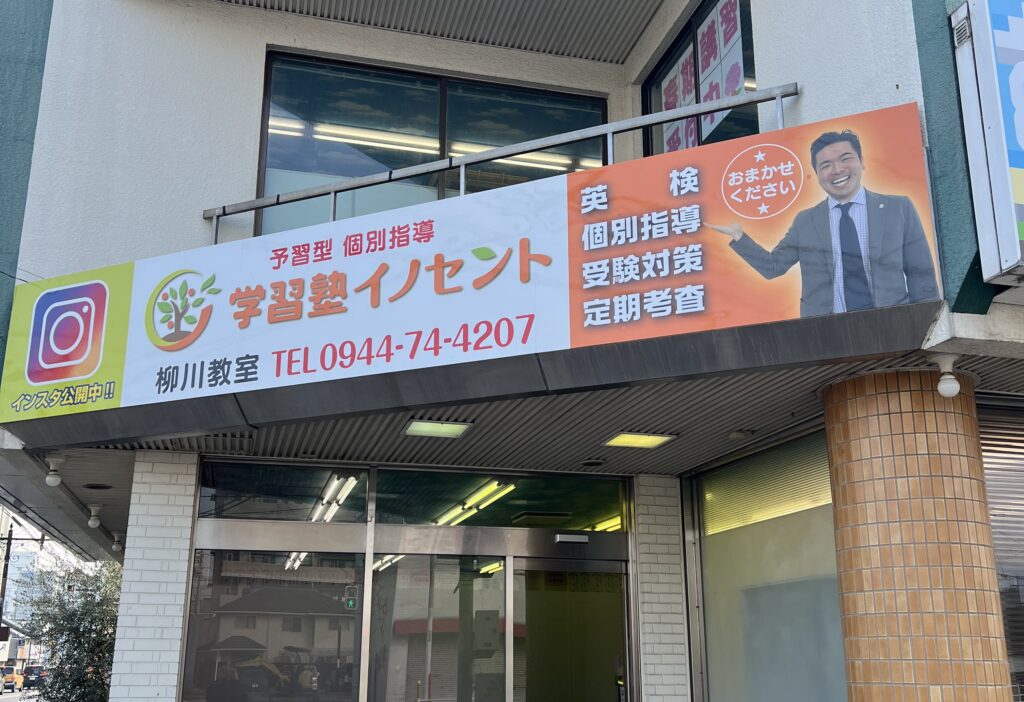 インスタ公開中!!
予習型 個別指導
学習塾イノセント
柳川教室 TEL0944-74-4207
英検
個別指導
受験対策
定期考査
おまかせ
ください